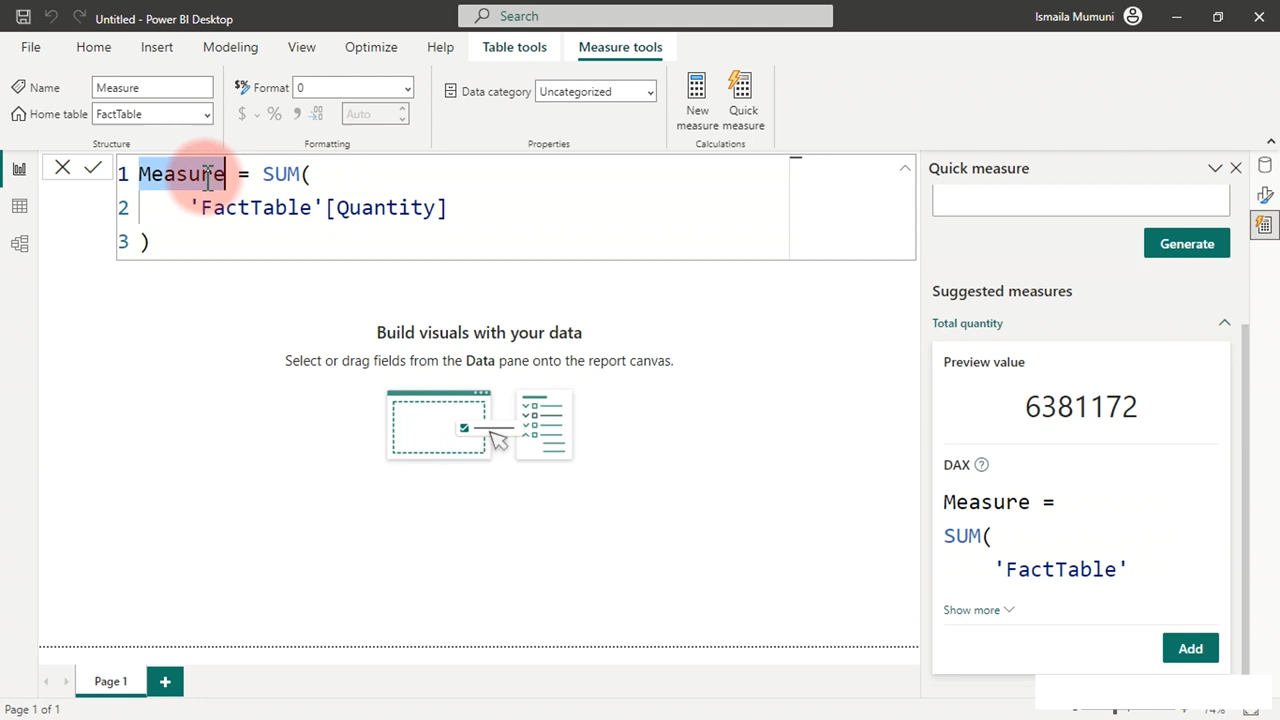 Untitled - Power BI Desktop
Search
Ismaila Mumuni
File Home Insert Modeling View Optimize Help Table tools Measure tools
Name Measure
Home table FactTable
Structure
Format 0
$ % Auto
Formatting
Data category Uncategorized
Properties
New measure
Quick measure
Calculations
1 Measure = SUM(
2 'FactTable'[Quantity]
3 )
Build visuals with your data
Select or drag fields from the Data pane onto the report canvas.
Quick measure
Generate
Suggested measures
Total quantity
Preview value
6381172
DAX
Measure =
SUM(
'FactTable'
Show more
Add
Page 1
Page 1 of 1